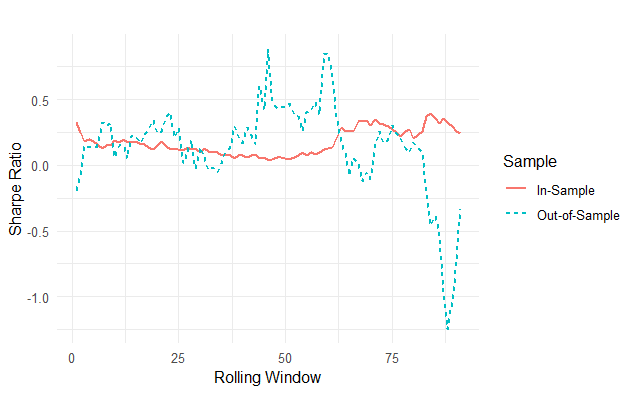 0.5
0.0
-0.5
-1.0
Sharpe Ratio
0 25 50 75
Rolling Window
Sample
In-Sample
Out-of-Sample